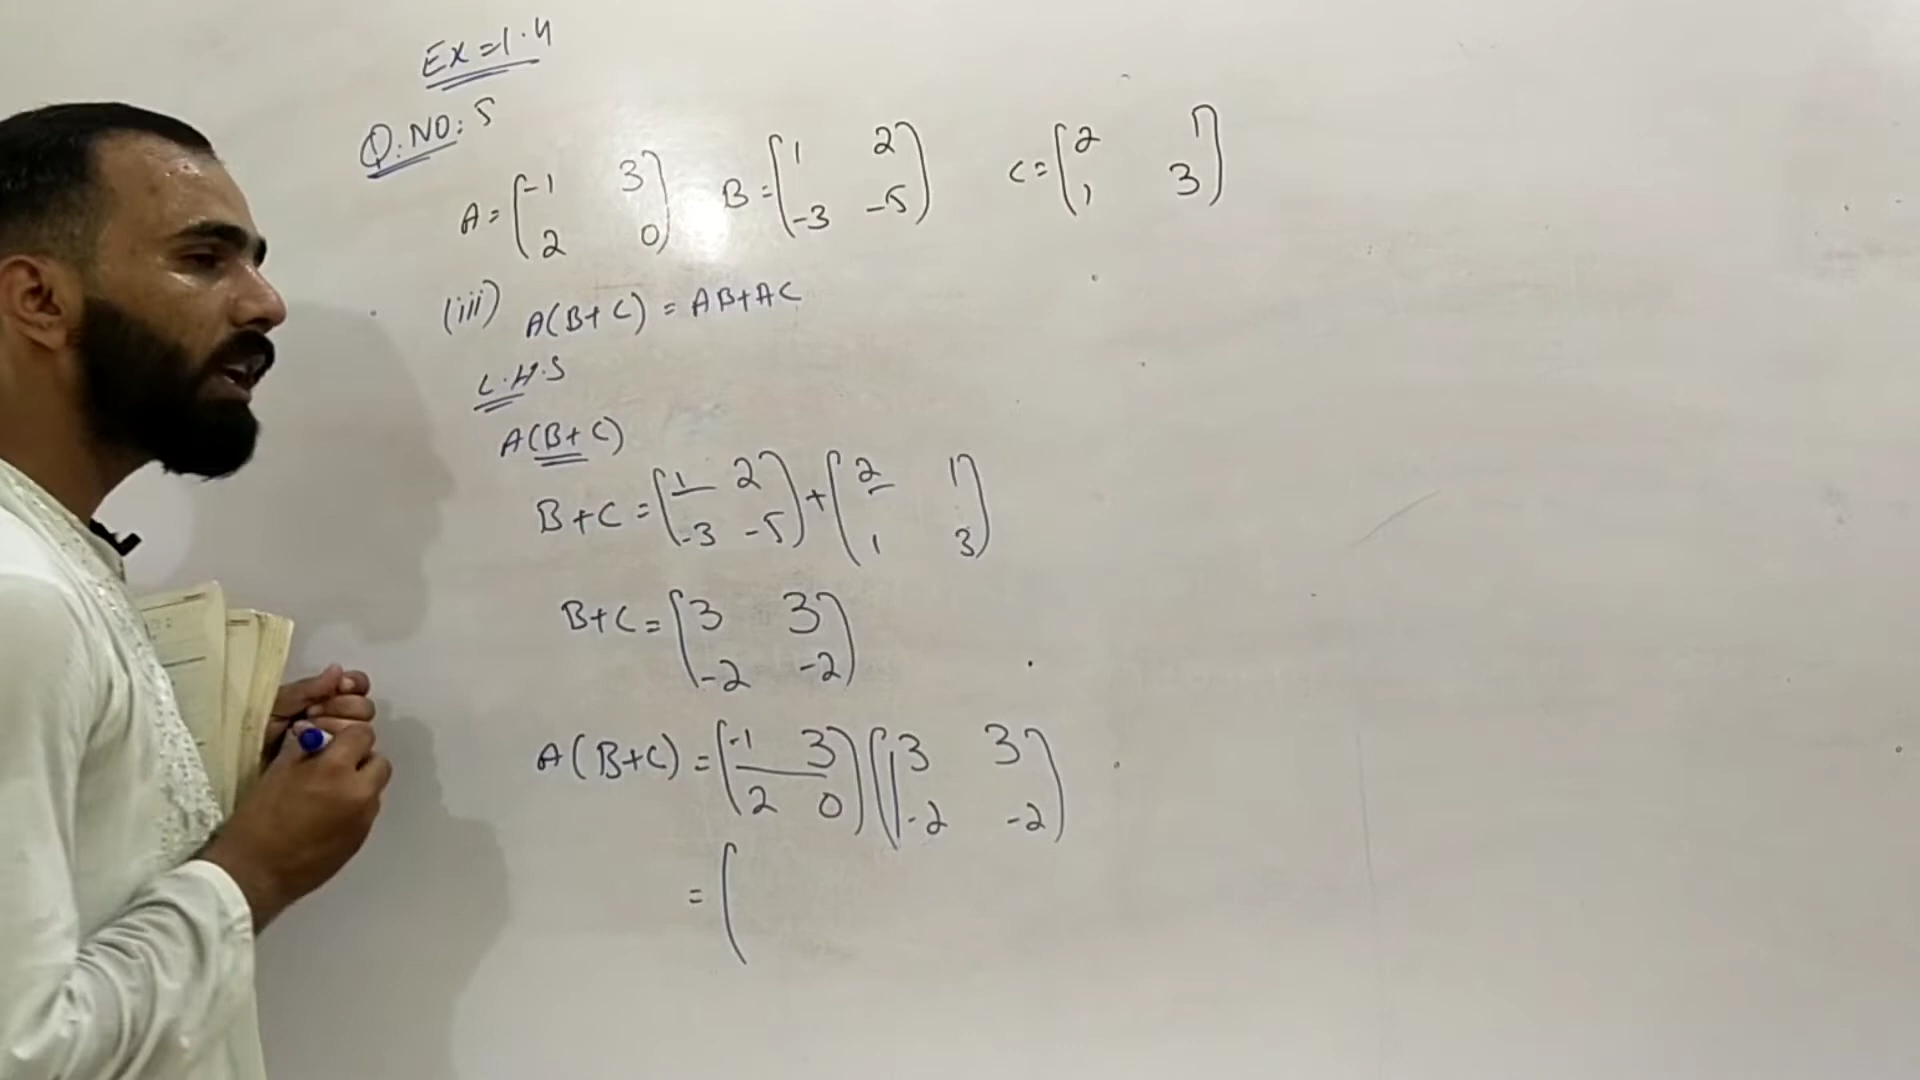 Ex = 1.4
Q.NO: 5
A = [-1 3 B = [1 2 C = [2 1
2 0] -3 -5] 1 3]
(iii) A(B+C) = AB+AC
L.H.S
A(B+C)
B+C = [1 2 + [2 1
-3 -5] 1 3]
B+C = [3 3
-2 -2]
A(B+C) = [-1 3 [3 3
2 0] -2 -2]
= [